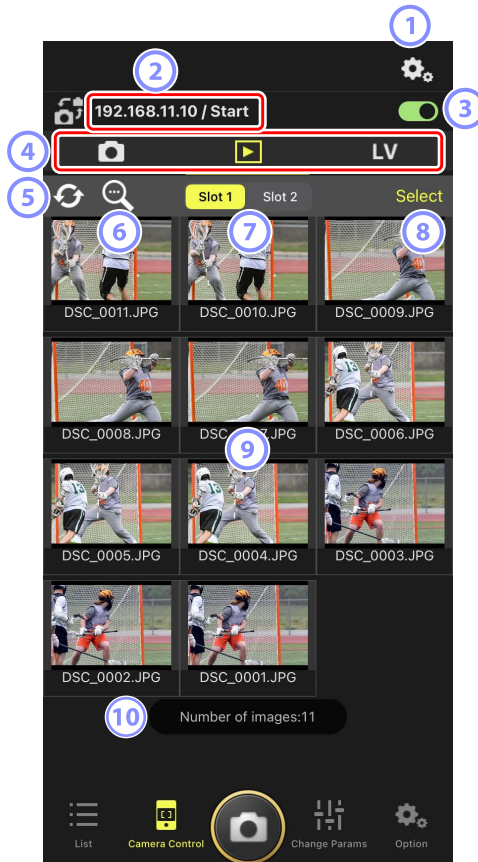 1
2
192.168.11.10 / Start
3
4
LV
5
Slot 1 Slot 2 Select
6 7 8
DSC_0011.JPG DSC_0010.JPG DSC_0009.JPG
DSC_0008.JPG DSC_0007.JPG DSC_0006.JPG
9
DSC_0005.JPG DSC_0004.JPG DSC_0003.JPG
DSC_0002.JPG DSC_0001.JPG
10 Number of images:11
List Camera Control Change Params Option